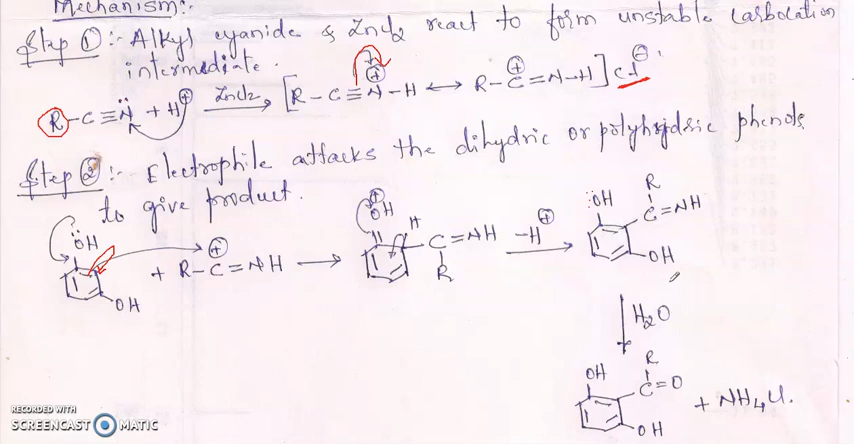 Mechanism:-
Step ①:- Alkyl cyanide & ZnCl2 react to form unstable carbocation
intermediate.
R-C≡N̈ + H⊕ ZnCl2→ [R-C≡N⊕-H ↔ R-C⊕=N-H] Cl⊖
Step ②:- Electrophile attacks the dihydric or polyhydric phenols
to give product.
ÖH
OH
+ R-C⊕=NH →
⊕OH
H
C=NH
R
-H⊕ →
ÖH
R
C=NH
OH
H2O
OH
R
C=O
OH
+ NH4Cl.
RECORDED WITH
SCREENCAST MATIC